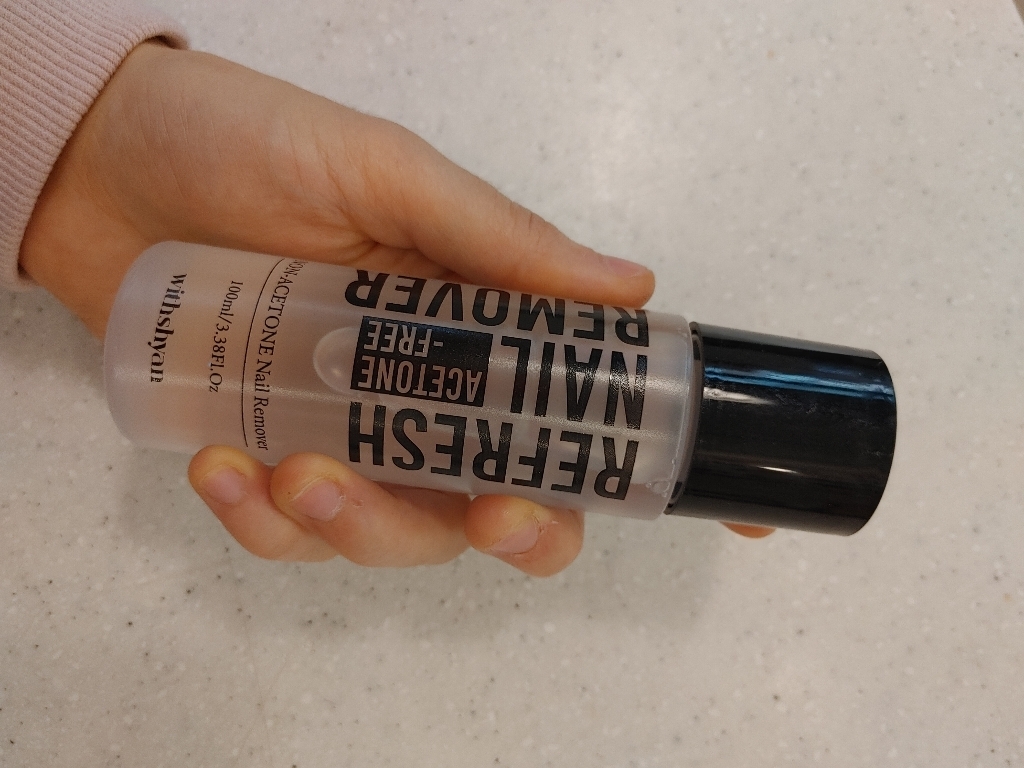 REFRESH
NAIL ACETONE
-FREE
REMOVER
NON-ACETONE Nail Remover
100ml/3.38FL.Oz
withshyan